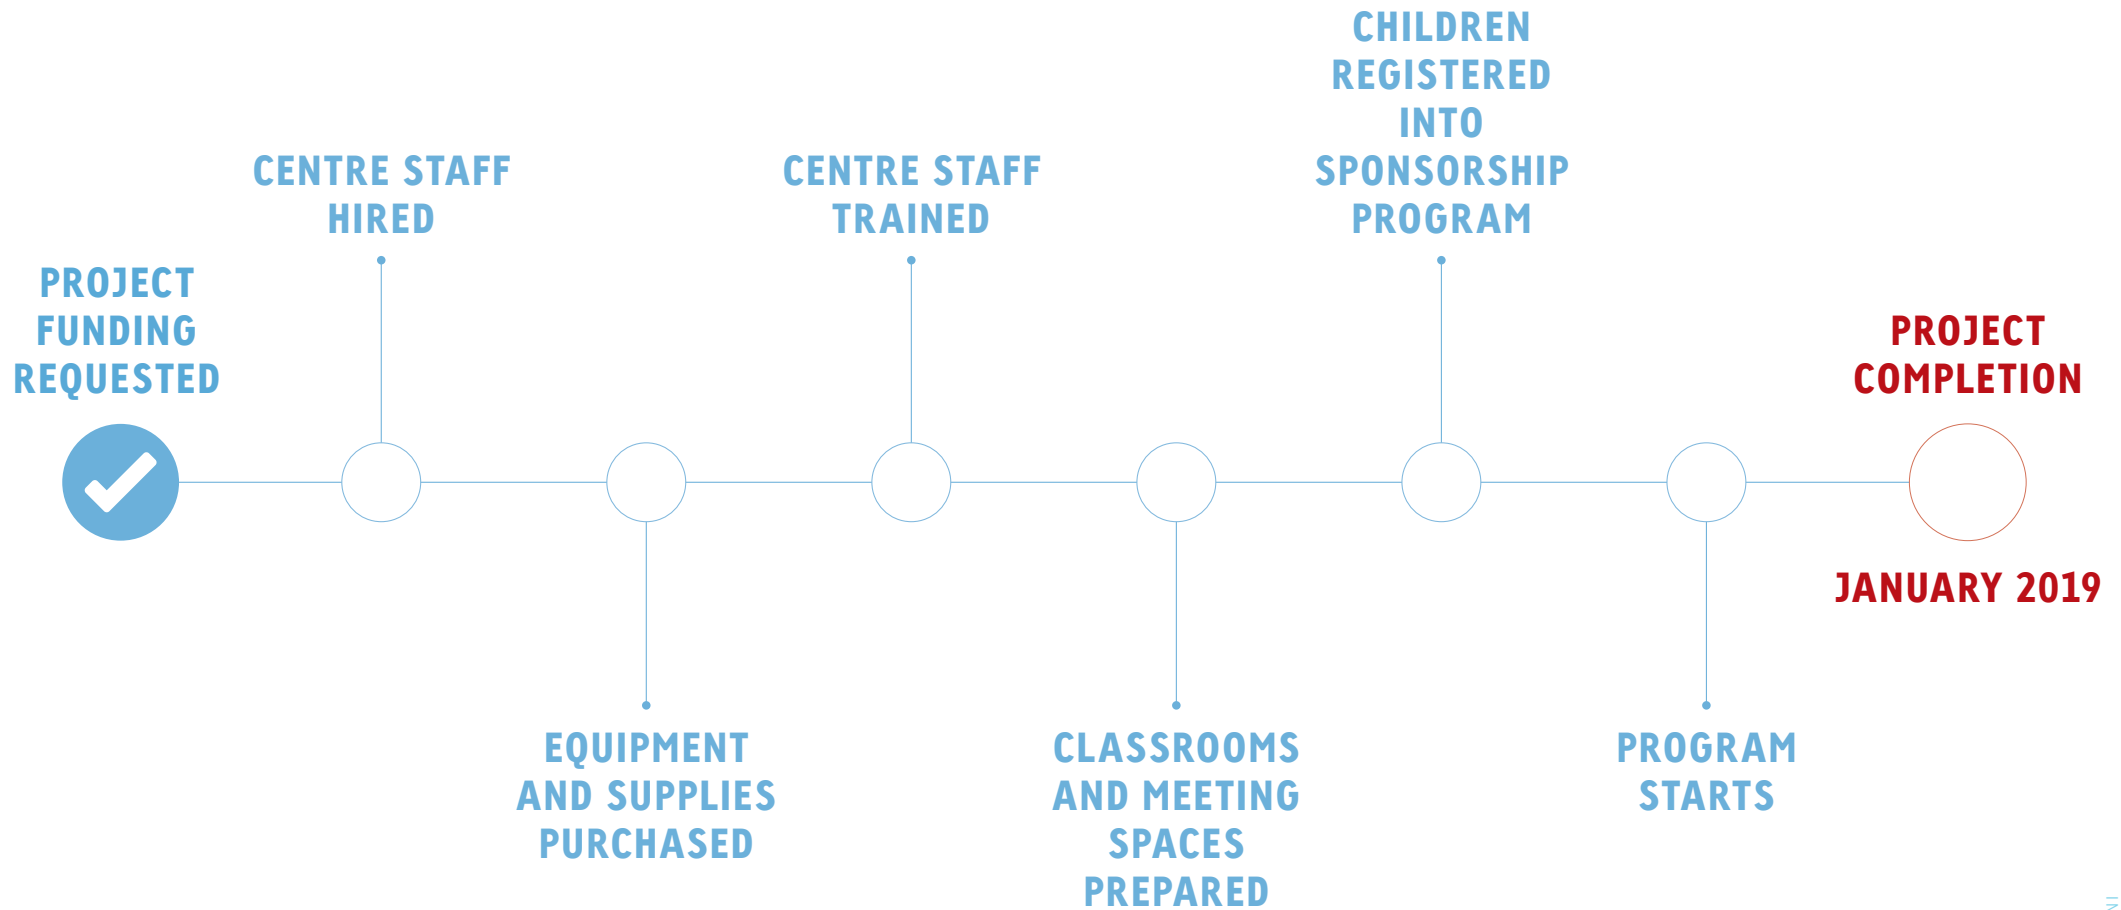 PROJECT
FUNDING
REQUESTED
CENTRE STAFF
HIRED
EQUIPMENT
AND SUPPLIES
PURCHASED
CENTRE STAFF
TRAINED
CLASSROOMS
AND MEETING
SPACES
PREPARED
CHILDREN
REGISTERED
INTO
SPONSORSHIP
PROGRAM
PROGRAM
STARTS
PROJECT
COMPLETION
JANUARY 2019